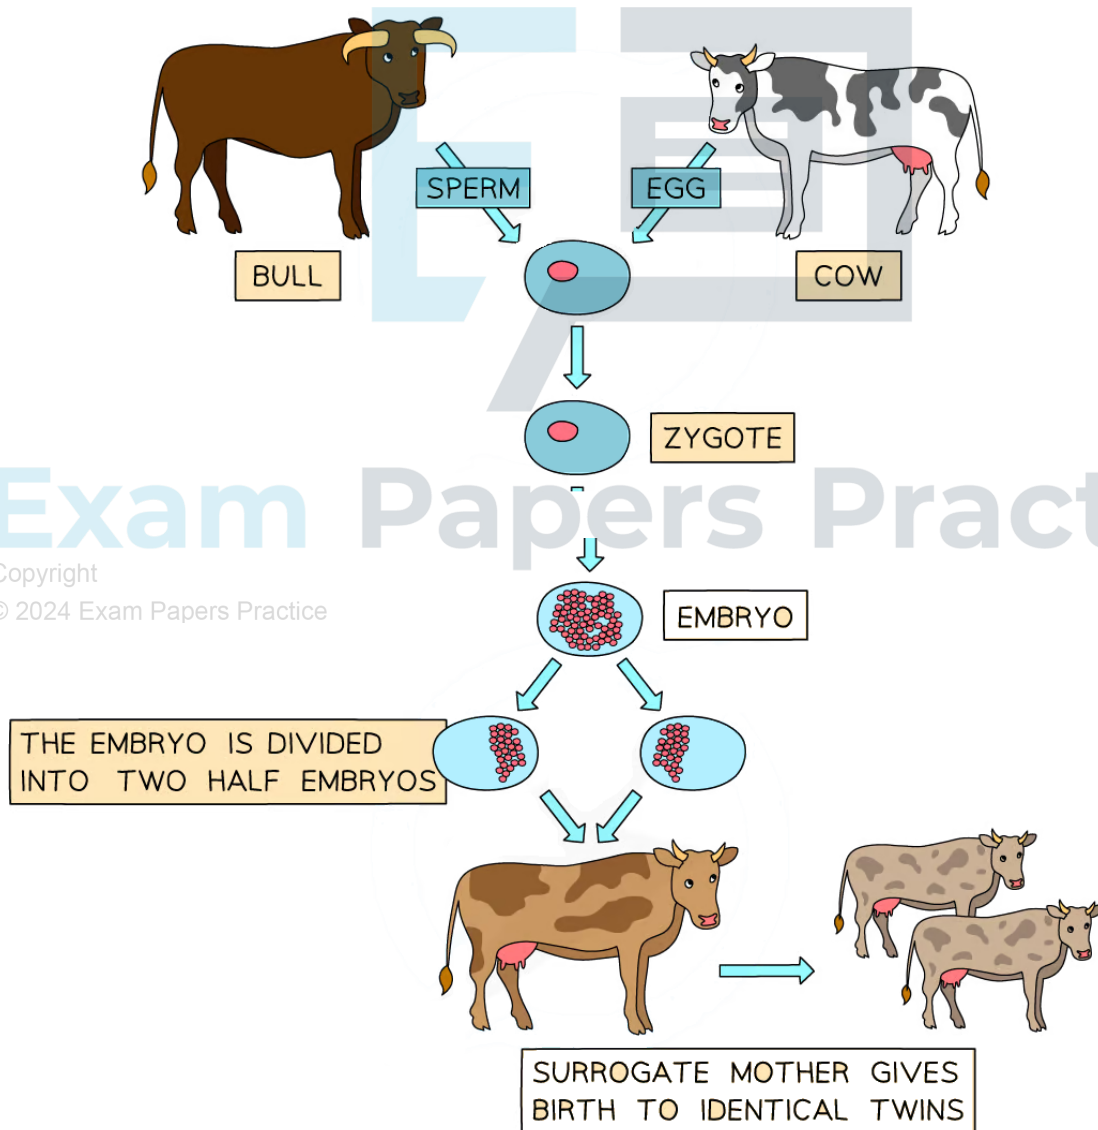 SPERM
EGG
BULL
COW
ZYGOTE
Exam Papers Pract
Copyright
© 2024 Exam Papers Practice
EMBRYO
THE EMBRYO IS DIVIDED
INTO TWO HALF EMBRYOS
SURROGATE MOTHER GIVES
BIRTH TO IDENTICAL TWINS